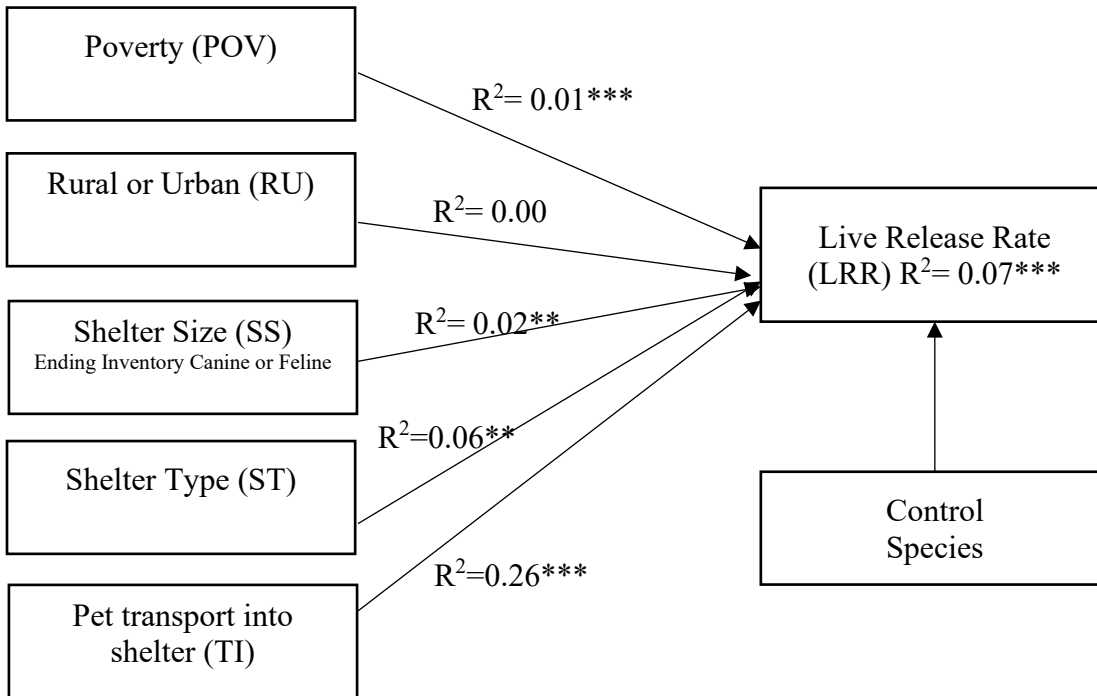 Poverty (POV)
R²= 0.01***
Rural or Urban (RU)
R²= 0.00
Live Release Rate
(LRR) R²= 0.07***
Shelter Size (SS)
Ending Inventory Canine or Feline
R²= 0.02**
R²=0.06**
Shelter Type (ST)
Control
Species
R²=0.26***
Pet transport into
shelter (TI)